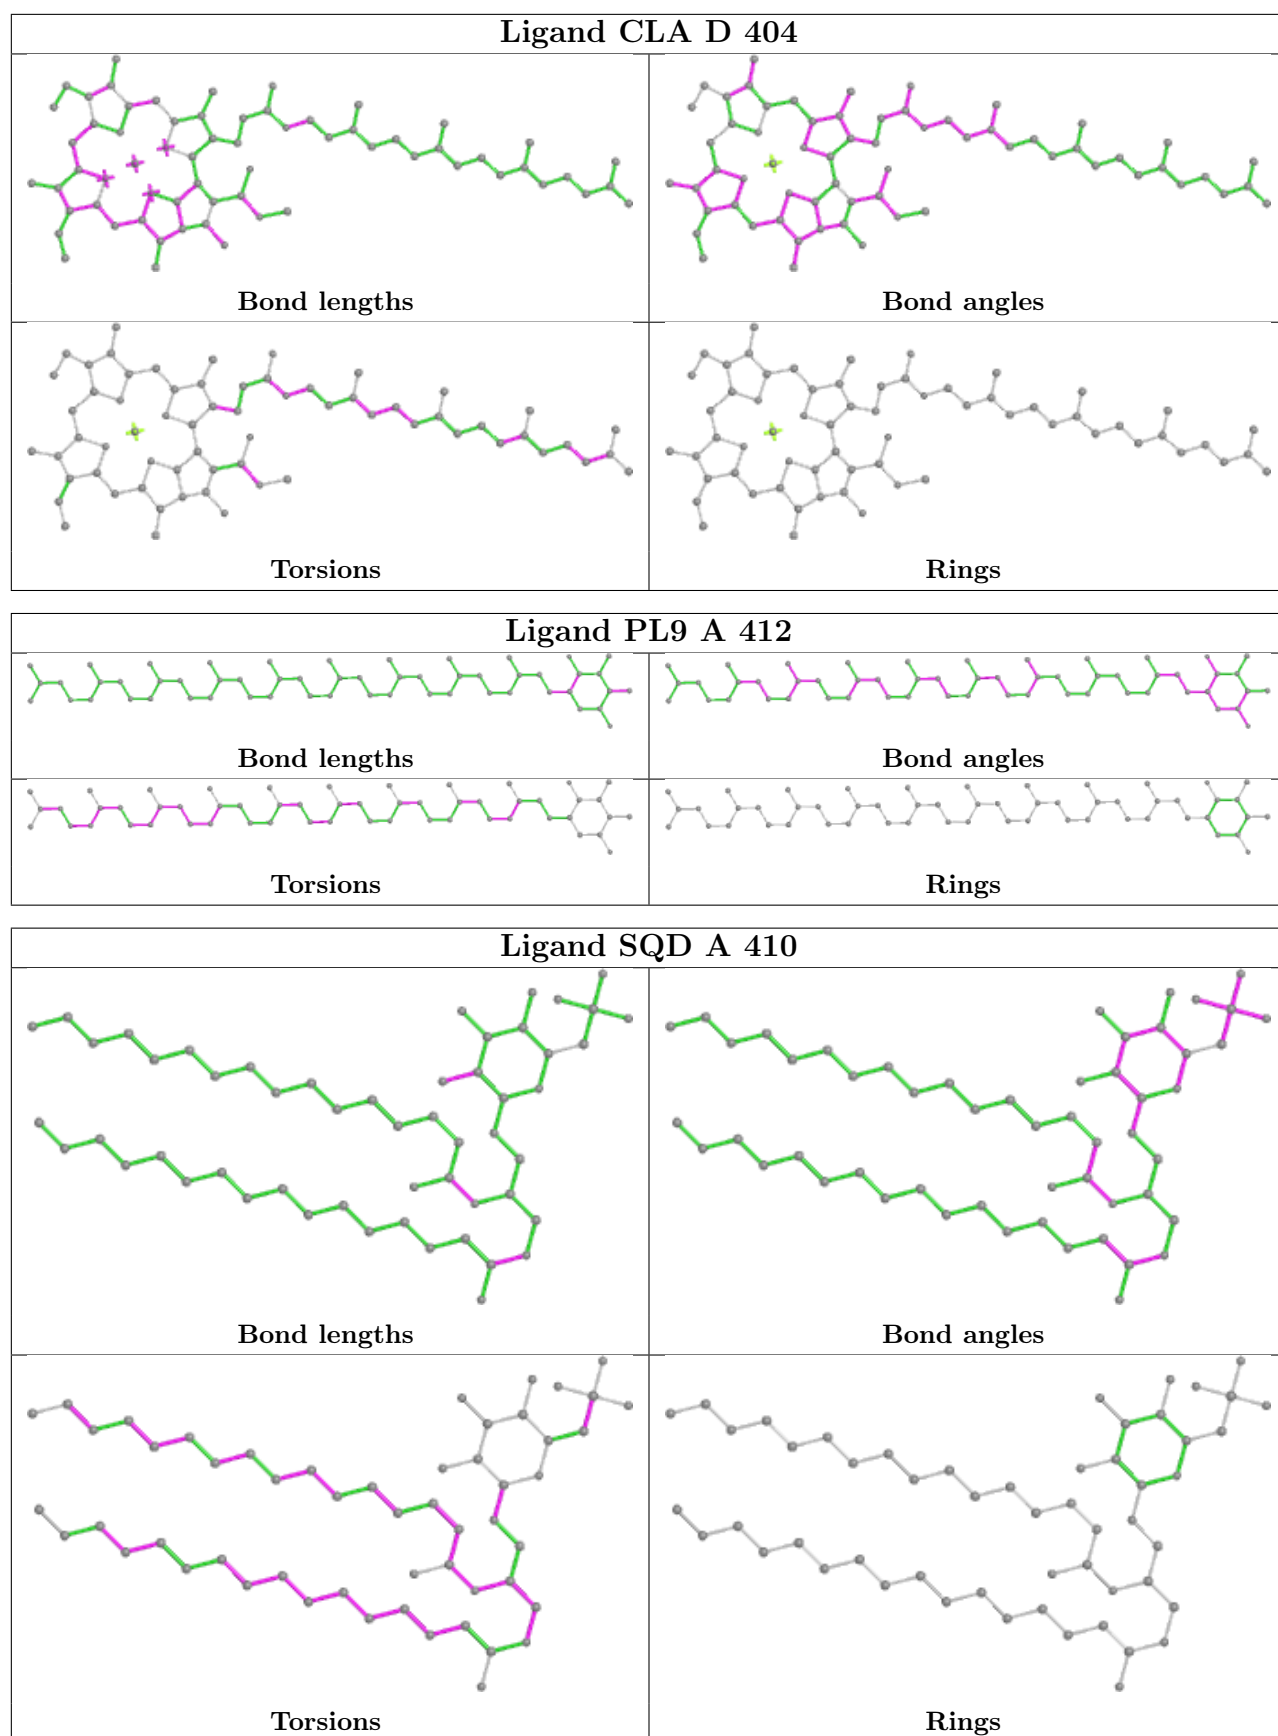 Ligand CLA D 404
Bond lengths
Bond angles
Torsions
Rings
Ligand PL9 A 412
Bond lengths
Bond angles
Torsions
Rings
Ligand SQD A 410
Bond lengths
Bond angles
Torsions
Rings